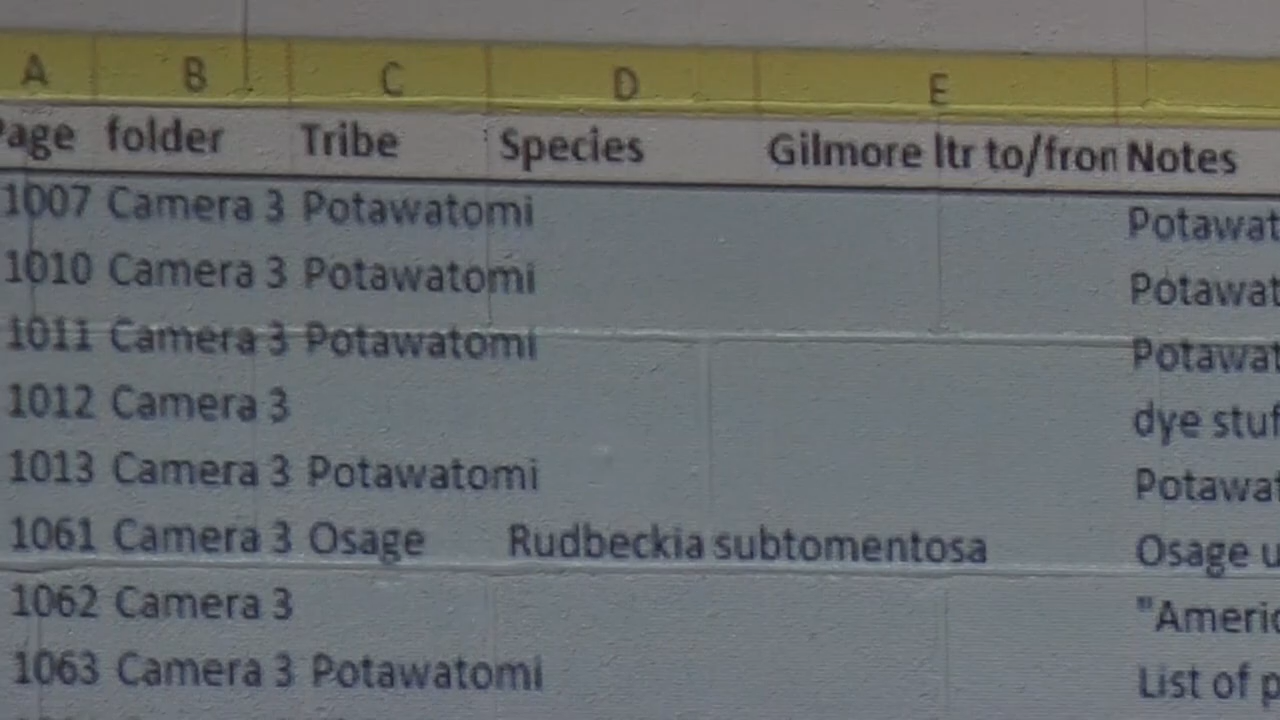 A B C D E
Page folder Tribe Species Gilmore ltr to/fron Notes
1007 Camera 3 Potawatomi Potawat
1010 Camera 3 Potawatomi Potawat
1011 Camera 3 Potawatomi Potawat
1012 Camera 3 dye stuf
1013 Camera 3 Potawatomi Potawat
1061 Camera 3 Osage Rudbeckia subtomentosa Osage u
1062 Camera 3 "Americ
1063 Camera 3 Potawatomi List of p